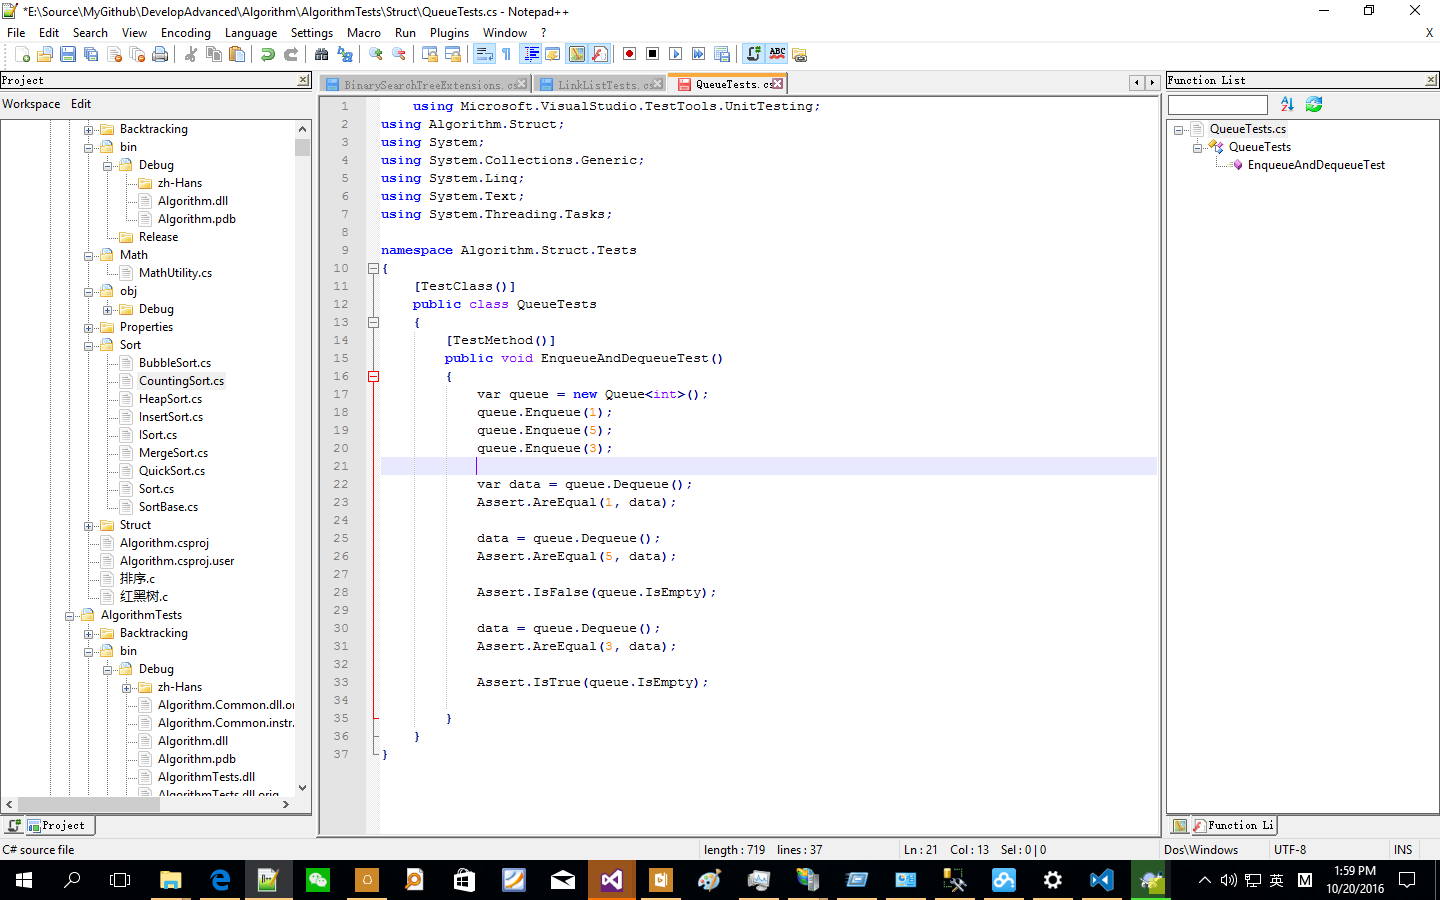 *E:\Source\MyGithub\DevelopAdvanced\Algorithm\AlgorithmTests\Struct\QueueTests.cs - Notepad++
File Edit Search View Encoding Language Settings Macro Run Plugins Window ? X
Project
Workspace Edit
Backtracking
bin
Debug
zh-Hans
Algorithm.dll
Algorithm.pdb
Release
Math
MathUtility.cs
obj
Debug
Properties
Sort
BubbleSort.cs
CountingSort.cs
HeapSort.cs
InsertSort.cs
ISort.cs
MergeSort.cs
QuickSort.cs
Sort.cs
SortBase.cs
Struct
Algorithm.csproj
Algorithm.csproj.user
排序.c
红黑树.c
AlgorithmTests
Backtracking
bin
Debug
zh-Hans
Algorithm.Common.dll.or
Algorithm.Common.instr.
Algorithm.dll
Algorithm.pdb
AlgorithmTests.dll
AlgorithmTests.dll.orig
Project
BinarySearchTreeExtensions.cs LinkListTests.cs QueueTests.cs
1 using Microsoft.VisualStudio.TestTools.UnitTesting;
2 using Algorithm.Struct;
3 using System;
4 using System.Collections.Generic;
5 using System.Linq;
6 using System.Text;
7 using System.Threading.Tasks;
8
9 namespace Algorithm.Struct.Tests
10 {
11 [TestClass()]
12 public class QueueTests
13 {
14 [TestMethod()]
15 public void EnqueueAndDequeueTest()
16 {
17 var queue = new Queue<int>();
18 queue.Enqueue(1);
19 queue.Enqueue(5);
20 queue.Enqueue(3);
21
22 var data = queue.Dequeue();
23 Assert.AreEqual(1, data);
24
25 data = queue.Dequeue();
26 Assert.AreEqual(5, data);
27
28 Assert.IsFalse(queue.IsEmpty);
29
30 data = queue.Dequeue();
31 Assert.AreEqual(3, data);
32
33 Assert.IsTrue(queue.IsEmpty);
34
35 }
36 }
37 }
Function List
QueueTests.cs
QueueTests
EnqueueAndDequeueTest
Function Li
C# source file length : 719 lines : 37 Ln : 21 Col : 13 Sel : 0 | 0 Dos\Windows UTF-8 INS
英 M 1:59 PM
10/20/2016